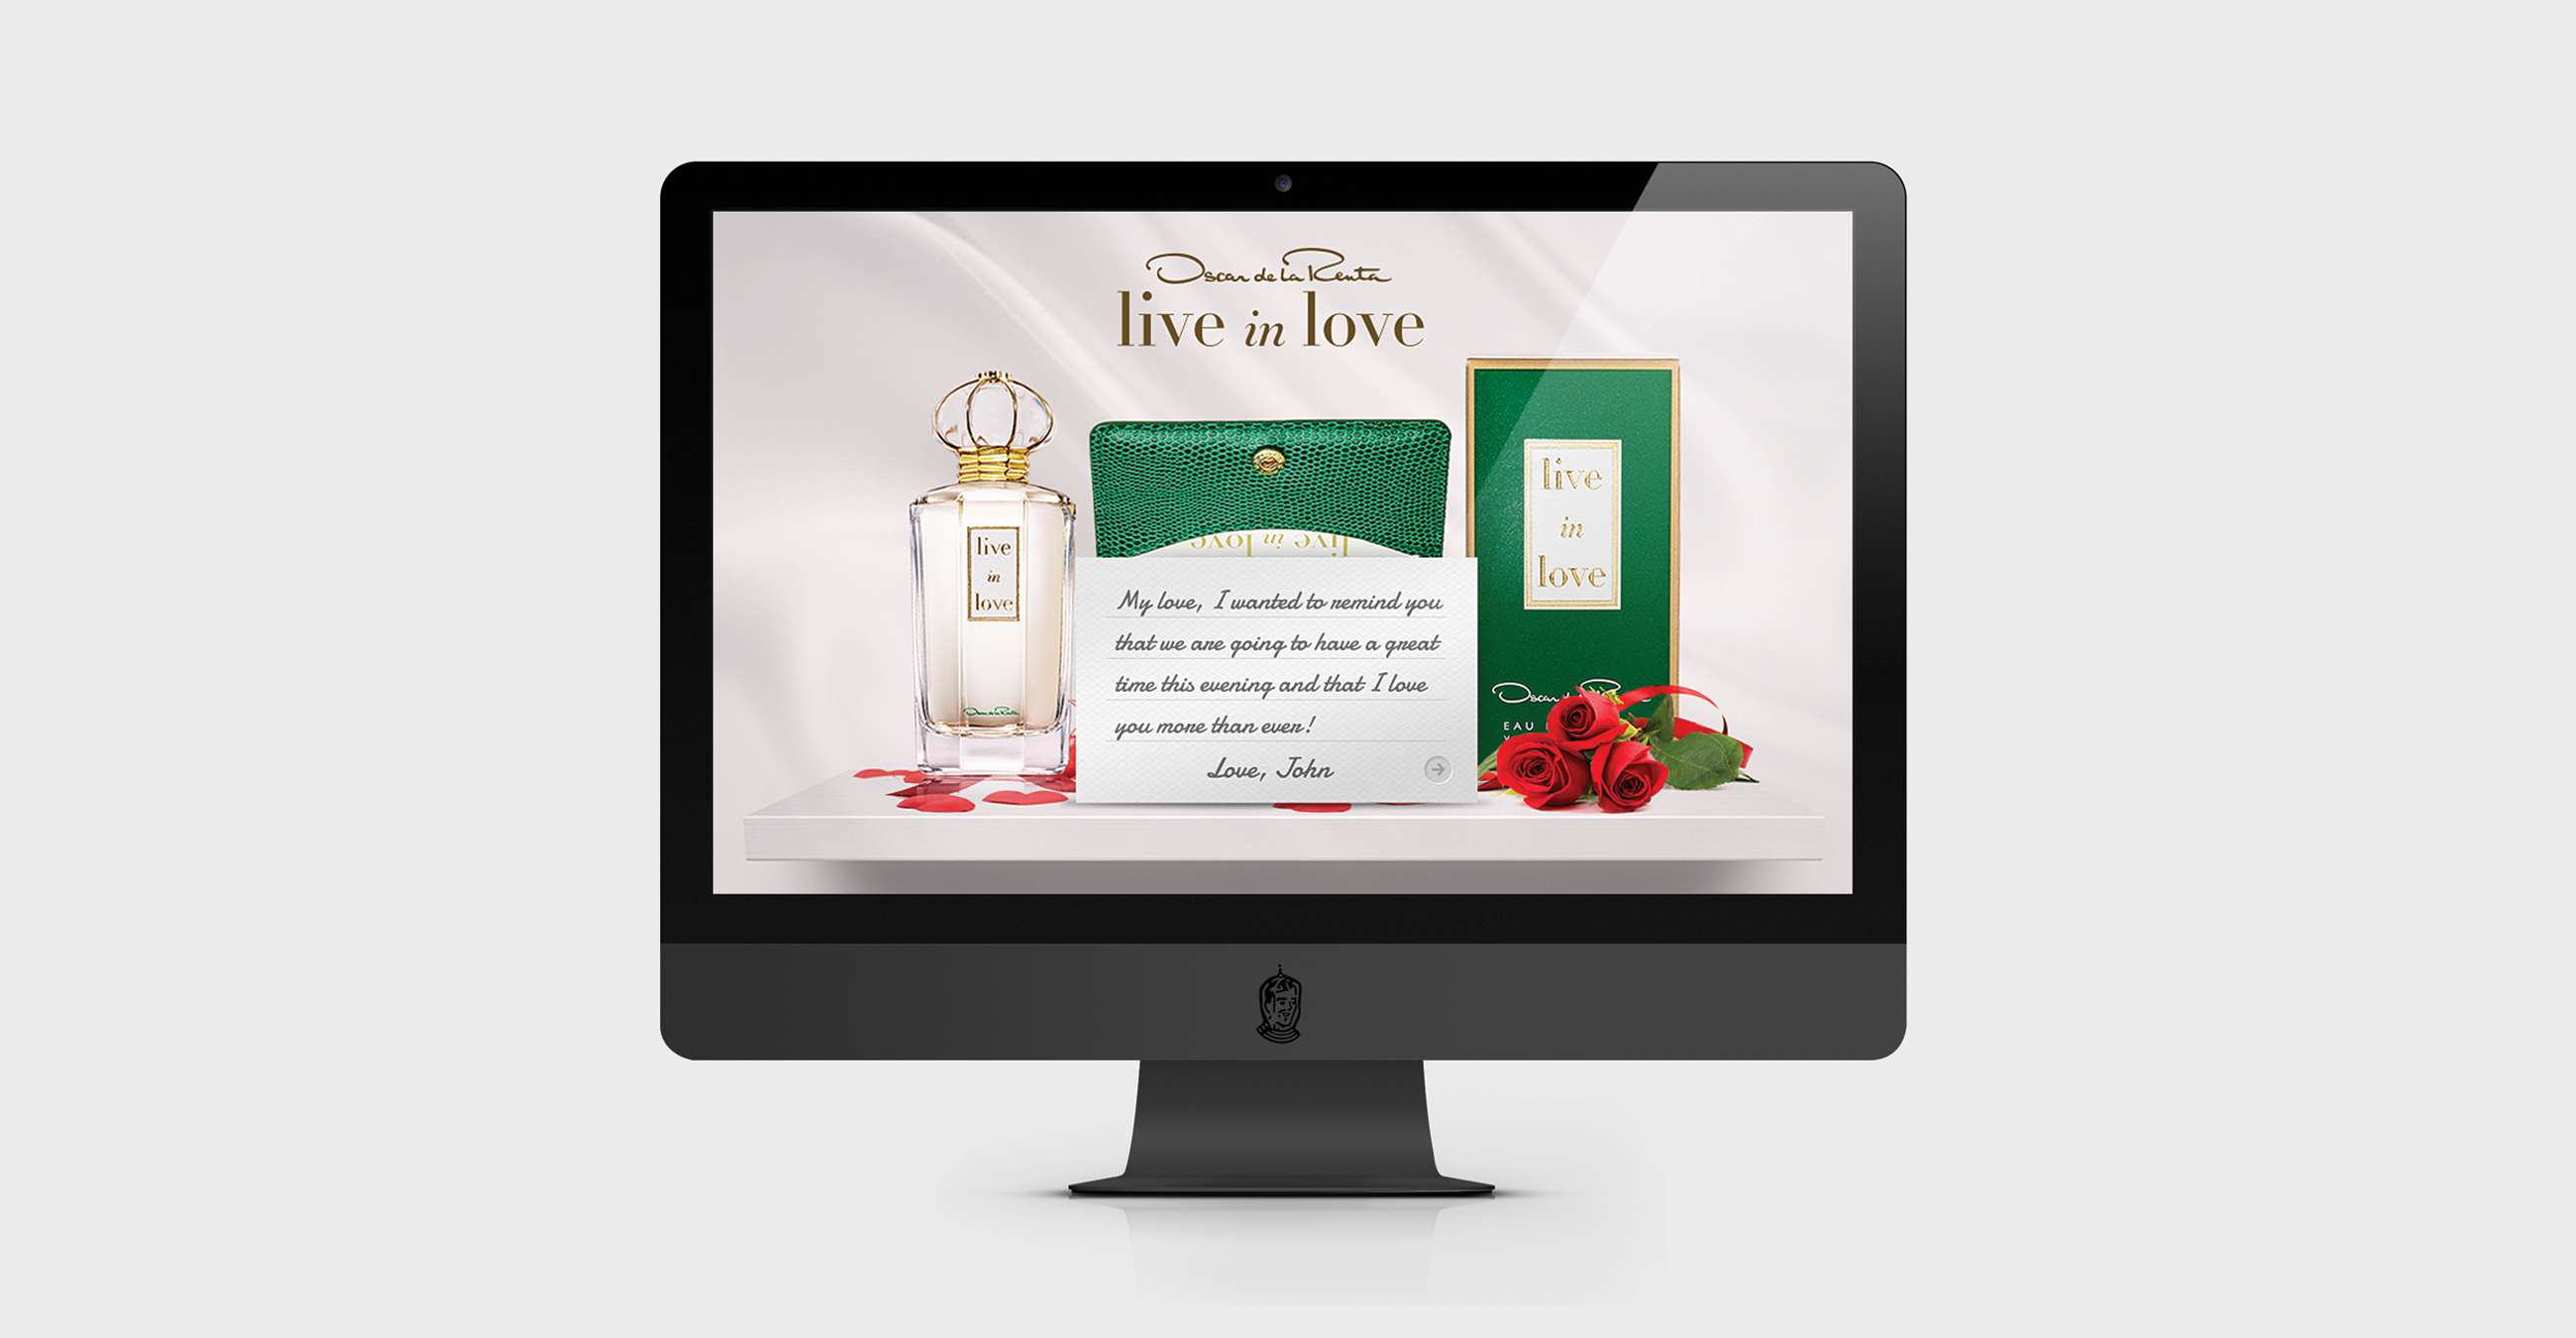 Oscar de la Renta
live in love
live
in
love
live in love
live
in
love
My love, I wanted to remind you
that we are going to have a great
time this evening and that I love
you more than ever!
Love, John
Oscar de la Renta
Oscar de la R
EAU